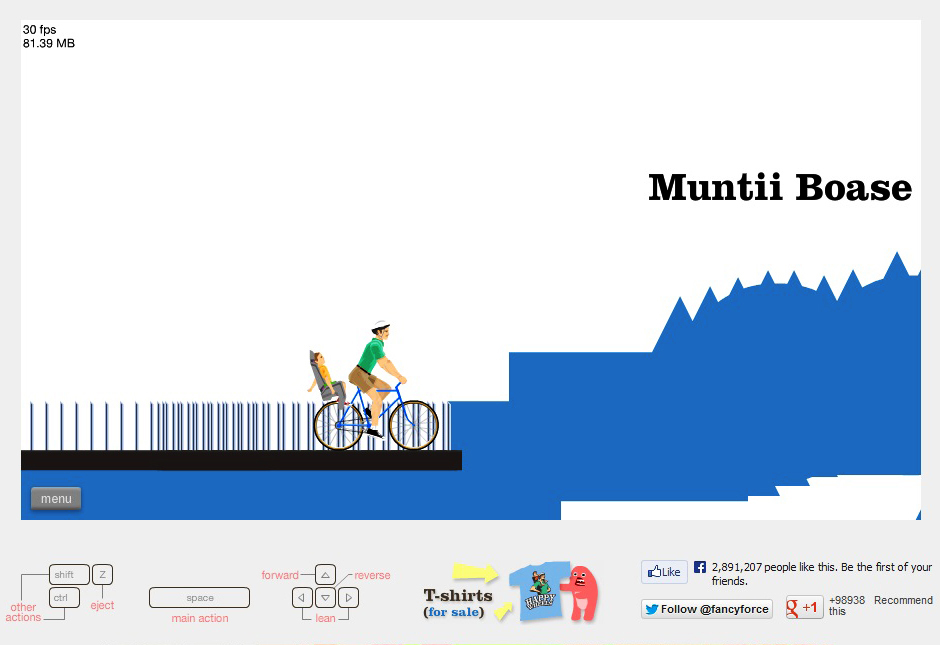 30 fps
81.39 MB
Muntii Boase
menu
shift
Z
ctrl
other
actions
eject
space
main action
forward
reverse
lean
T-shirts
(for sale)
HAPPY WHEELS
Like
2,891,207 people like this. Be the first of your
friends.
Follow @fancyforce
+1
+98938 Recommend
this